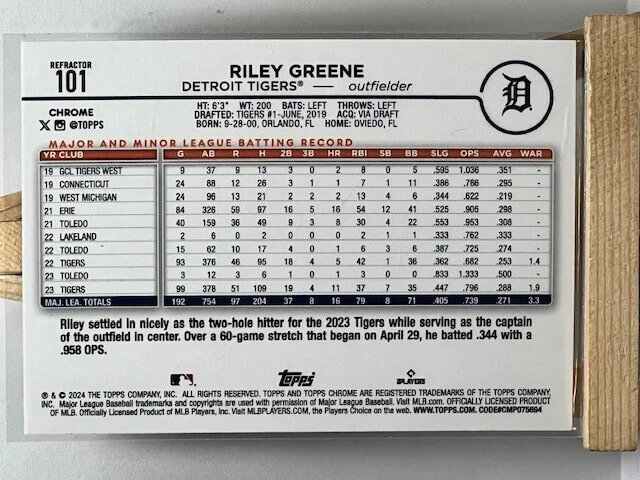 REFRACTOR
101
RILEY GREENE
DETROIT TIGERS® — outfielder
D
CHROME
@TOPPS
HT: 6'3" WT: 200 BATS: LEFT THROWS: LEFT
DRAFTED: TIGERS #1-JUNE, 2019 ACQ: VIA DRAFT
BORN: 9-28-00, ORLANDO, FL HOME: OVIEDO, FL
MAJOR AND MINOR LEAGUE BATTING RECORD
YR CLUB G AB R H 2B 3B HR RBI SB BB SLG OPS AVG WAR
19 GCL TIGERS WEST 9 37 9 13 3 0 2 8 0 5 .595 1.036 .351 -
19 CONNECTICUT 24 88 12 26 3 1 1 7 1 11 .386 .766 .295 -
19 WEST MICHIGAN 24 96 13 21 2 2 2 13 4 6 .344 .622 .219 -
21 ERIE 84 326 59 97 16 5 16 54 12 41 .525 .905 .298 -
21 TOLEDO 40 159 36 49 9 3 8 30 4 22 .553 .953 .308 -
22 LAKELAND 2 6 0 2 0 0 0 2 1 1 .333 .762 .333 -
22 TOLEDO 15 62 10 17 4 0 1 6 3 6 .387 .725 .274 -
22 TIGERS 93 376 46 95 18 4 5 42 1 36 .362 .682 .253 1.4
23 TOLEDO 3 12 3 6 1 0 1 3 0 0 .833 1.333 .500 -
23 TIGERS 99 378 51 109 19 4 11 37 7 35 .447 .796 .288 1.9
MAJ. LEA. TOTALS 192 754 97 204 37 8 16 79 8 71 .405 .739 .271 3.3
Riley settled in nicely as the two-hole hitter for the 2023 Tigers while serving as the captain
of the outfield in center. Over a 60-game stretch that began on April 29, he batted .344 with a
.958 OPS.
Topps
PLAYERS
® & © 2024 THE TOPPS COMPANY, INC. ALL RIGHTS RESERVED. TOPPS AND TOPPS CHROME ARE REGISTERED TRADEMARKS OF THE TOPPS COMPANY,
INC. Major League Baseball trademarks and copyrights are used with permission of Major League Baseball. Visit MLB.com. OFFICIALLY LICENSED PRODUCT
OF MLB. Officially Licensed Product of MLB Players, Inc. Visit MLBPLAYERS.COM, the Players Choice on the web. WWW.TOPPS.COM. CODE#CMP075694